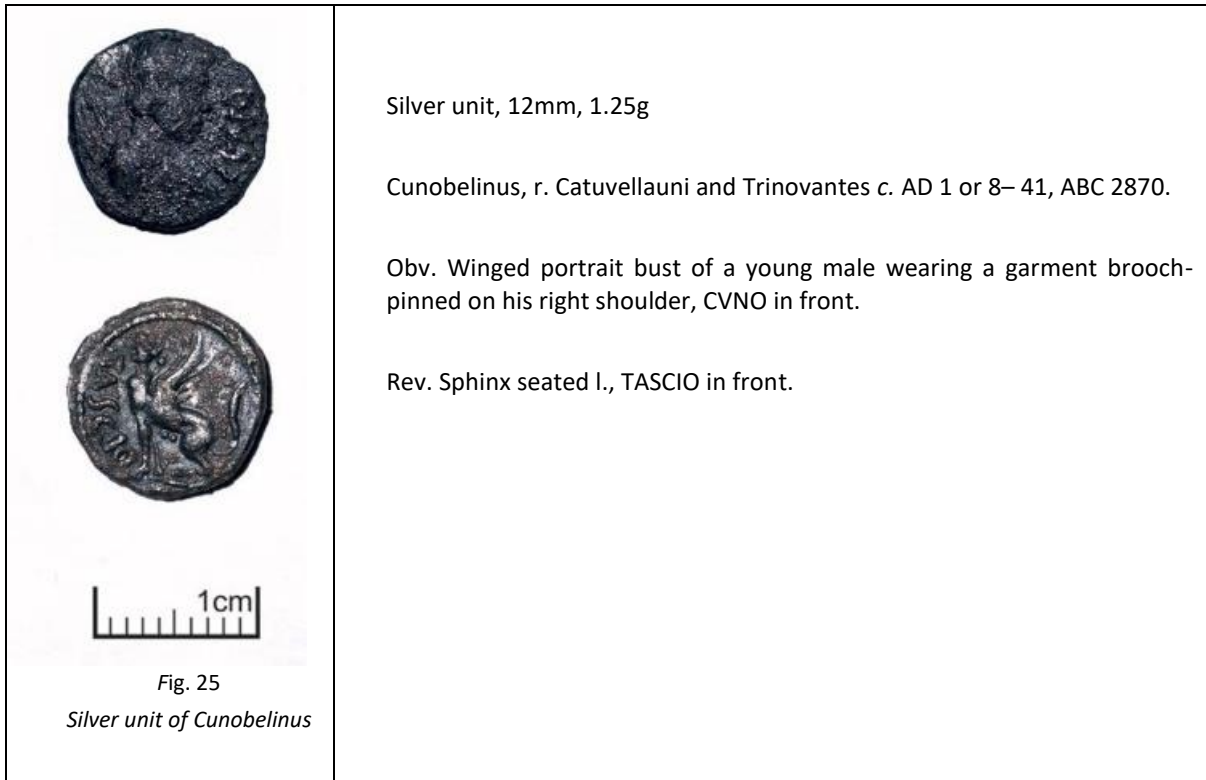 1cm
Fig. 25
Silver unit of Cunobelinus
Silver unit, 12mm, 1.25g
Cunobelinus, r. Catuvellauni and Trinovantes c. AD 1 or 8– 41, ABC 2870.
Obv. Winged portrait bust of a young male wearing a garment brooch-
pinned on his right shoulder, CVNO in front.
Rev. Sphinx seated l., TASCIO in front.